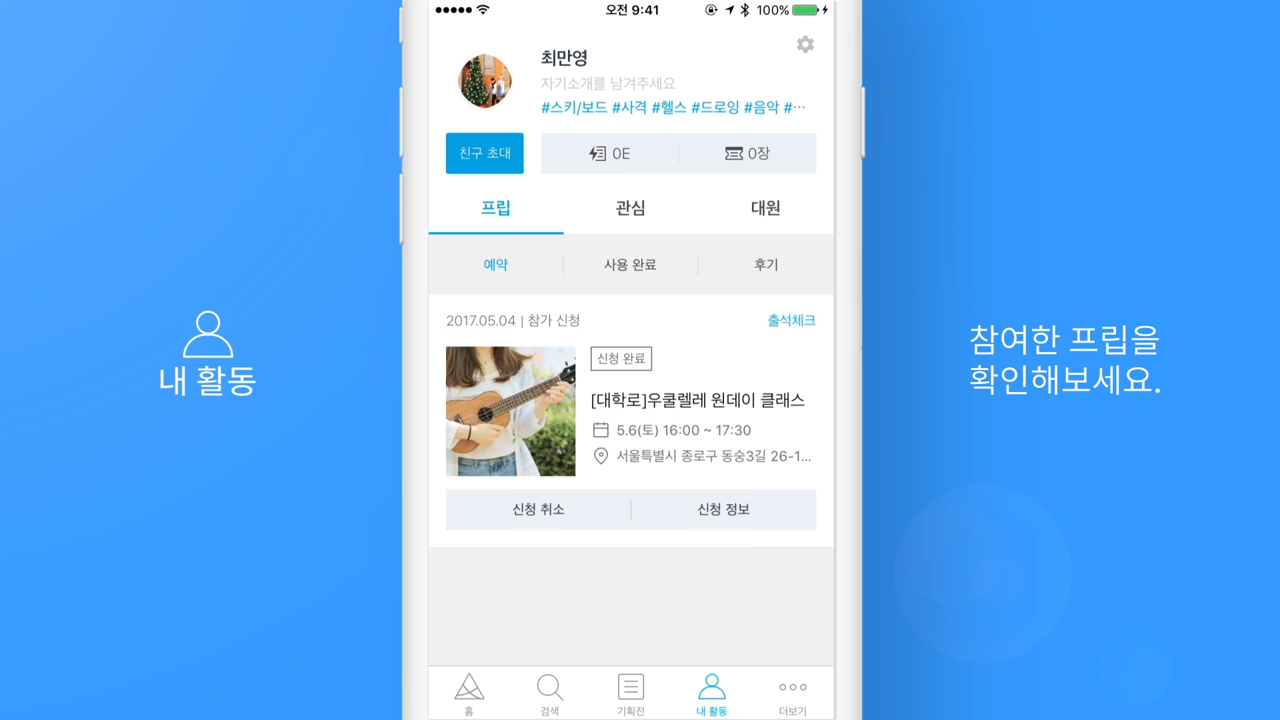 오전 9:41
100%
최만영
자기소개를 남겨주세요
#스키/보드 #사격 #헬스 #드로잉 #음악 #···
친구 초대
0E
0장
프립
관심
대원
예약
사용 완료
후기
2017.05.04 | 참가 신청
출석체크
신청 완료
[대학로]우쿨렐레 원데이 클래스
5.6(토) 16:00 ~ 17:30
서울특별시 종로구 동숭3길 26-1...
신청 취소
신청 정보
홈
검색
기획전
내 활동
더보기
내 활동
참여한 프립을
확인해보세요.